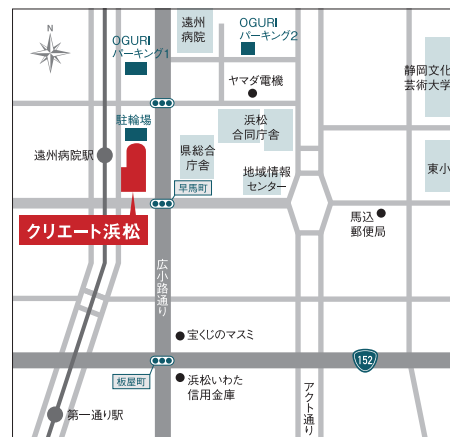 N
OGURI
パーキング1
遠州
病院
OGURI
パーキング2
ヤマダ電機
静岡文化
芸術大学
駐輪場
浜松
合同庁舎
遠州病院駅
県総合
庁舎
地域情報
センター
東小
早馬町
クリエート浜松
馬込
郵便局
広小路通り
宝くじのマスミ
152
板屋町
浜松いわた
信用金庫
アクト通り
第一通り駅